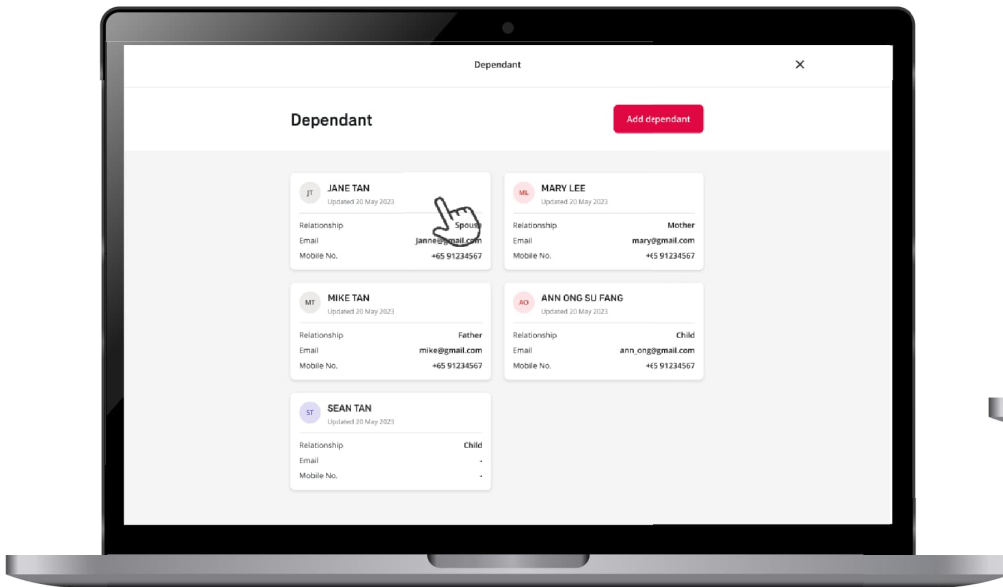 Dependant
Dependant
Add dependant
JT
JANE TAN
Updated 20 May 2023
Relationship
Spouse
Email
Janne@gmail.com
Mobile No.
+65 91234567
ML
MARY LEE
Updated 20 May 2023
Relationship
Mother
Email
mary@gmail.com
Mobile No.
+65 91234567
MT
MIKE TAN
Updated 20 May 2023
Relationship
Father
Email
mike@gmail.com
Mobile No.
+65 91234567
AO
ANN ONG SU FANG
Updated 20 May 2023
Relationship
Child
Email
ann_ong@gmail.com
Mobile No.
+65 91234567
ST
SEAN TAN
Updated 20 May 2023
Relationship
Child
Email
-
Mobile No.
-